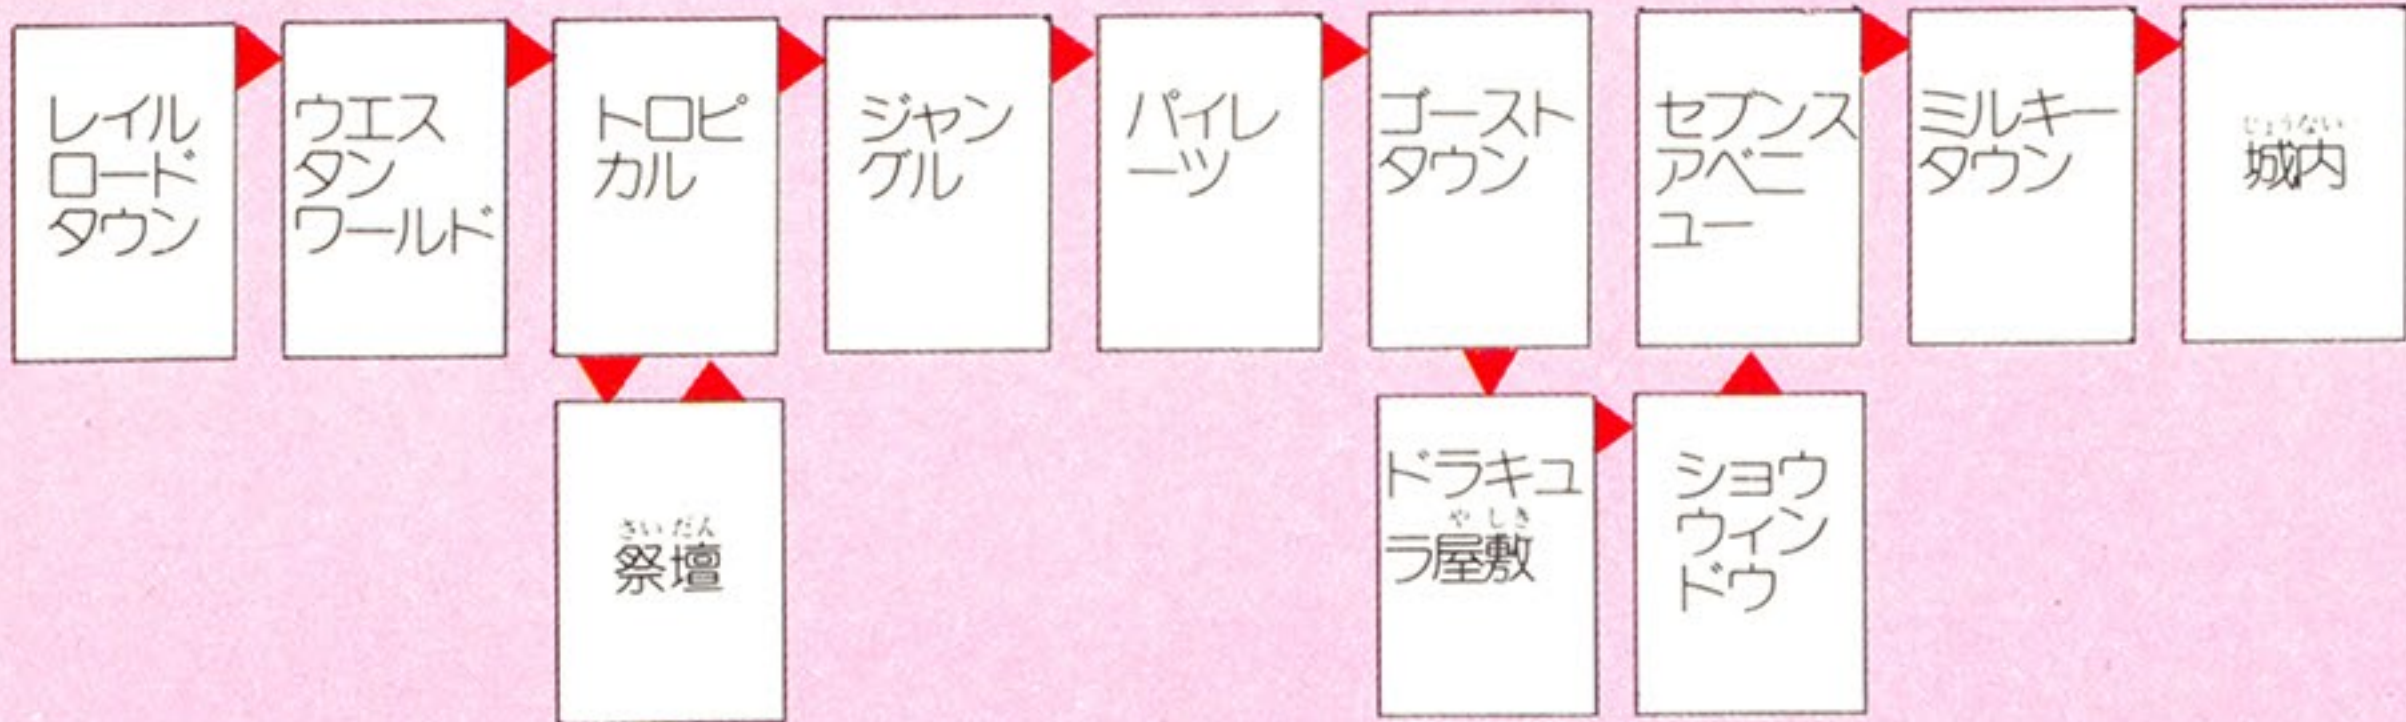 レイル
ロード
タウン
ウエス
タン
ワールド
トロピ
カル
ジャン
グル
パイレ
ーツ
ゴースト
タウン
セブンス
アベニ
ュー
ミルキー
タウン
じょうない
城内
さいだん
祭壇
ドラキュ
やしき
ラ屋敷
ショウ
ウィン
ドウ